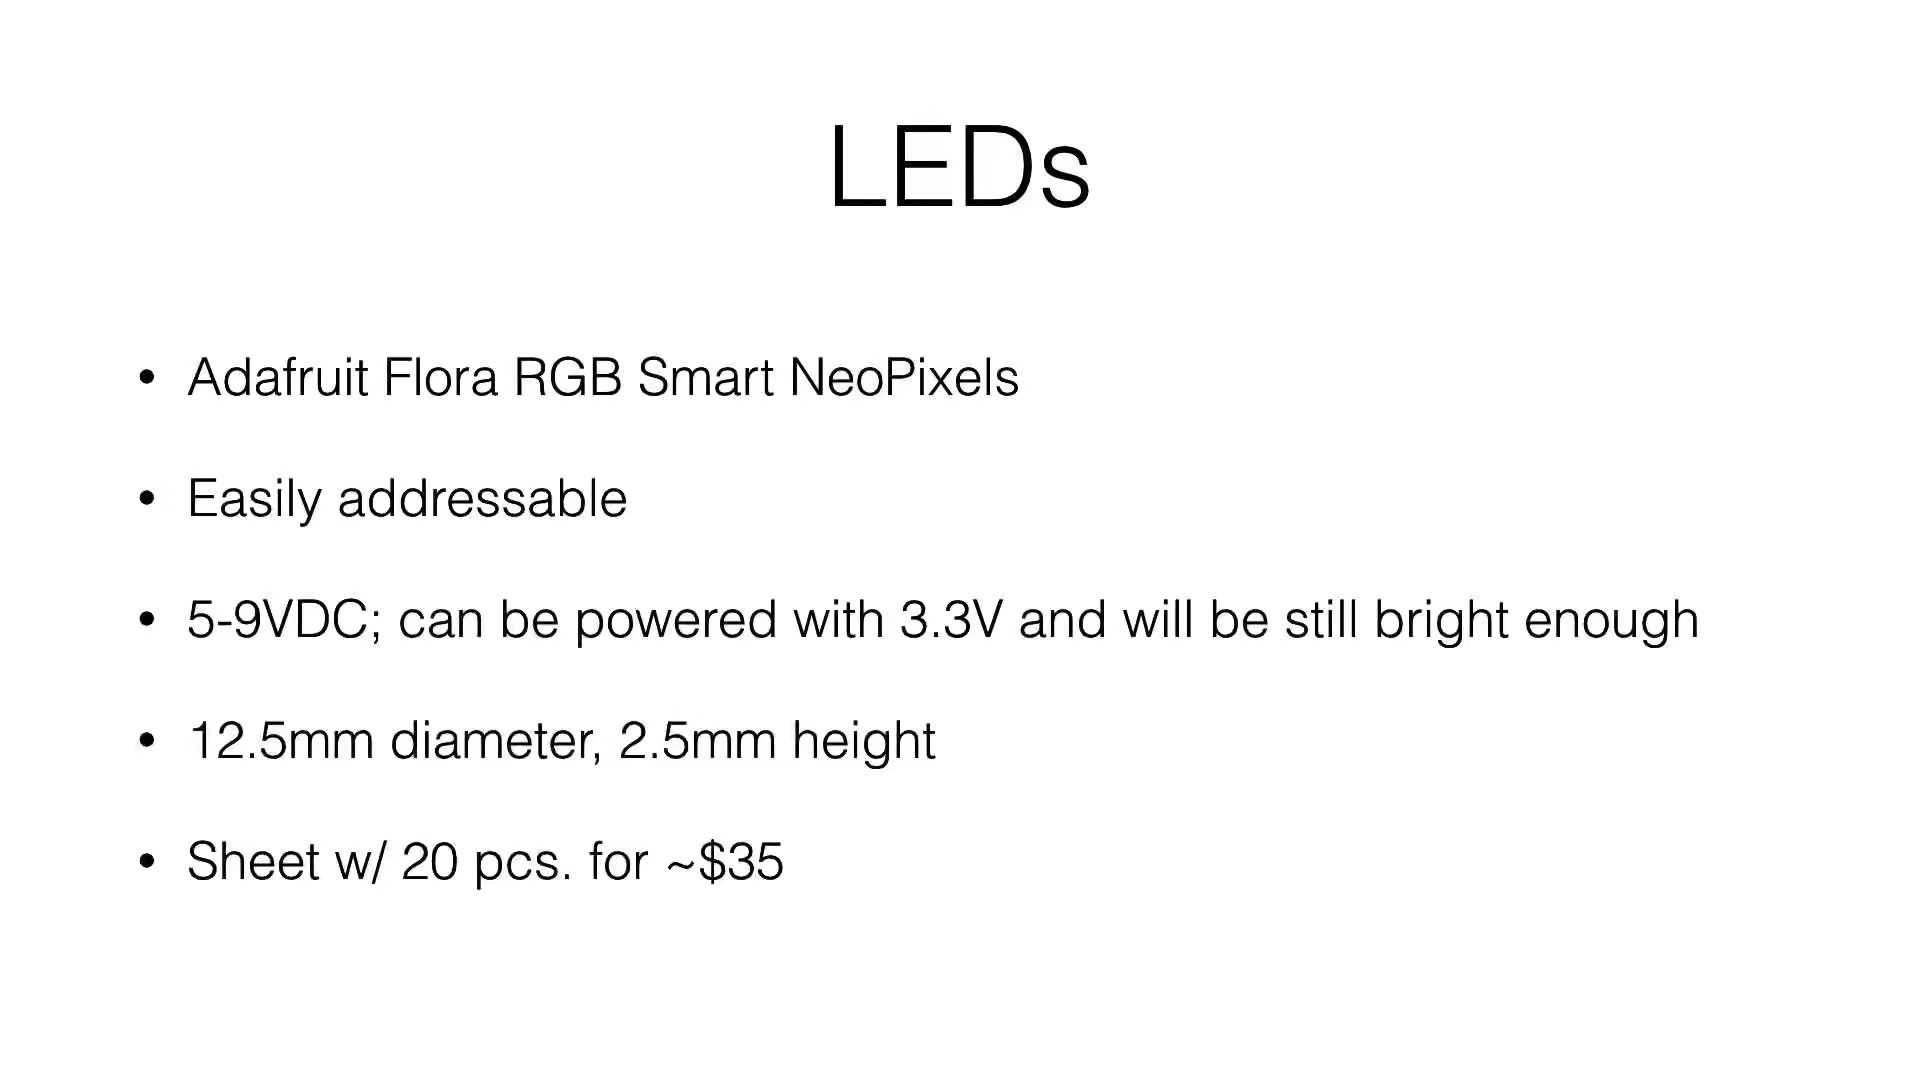 LEDs
• Adafruit Flora RGB Smart NeoPixels
• Easily addressable
• 5-9VDC; can be powered with 3.3V and will be still bright enough
• 12.5mm diameter, 2.5mm height
• Sheet w/ 20 pcs. for ~$35